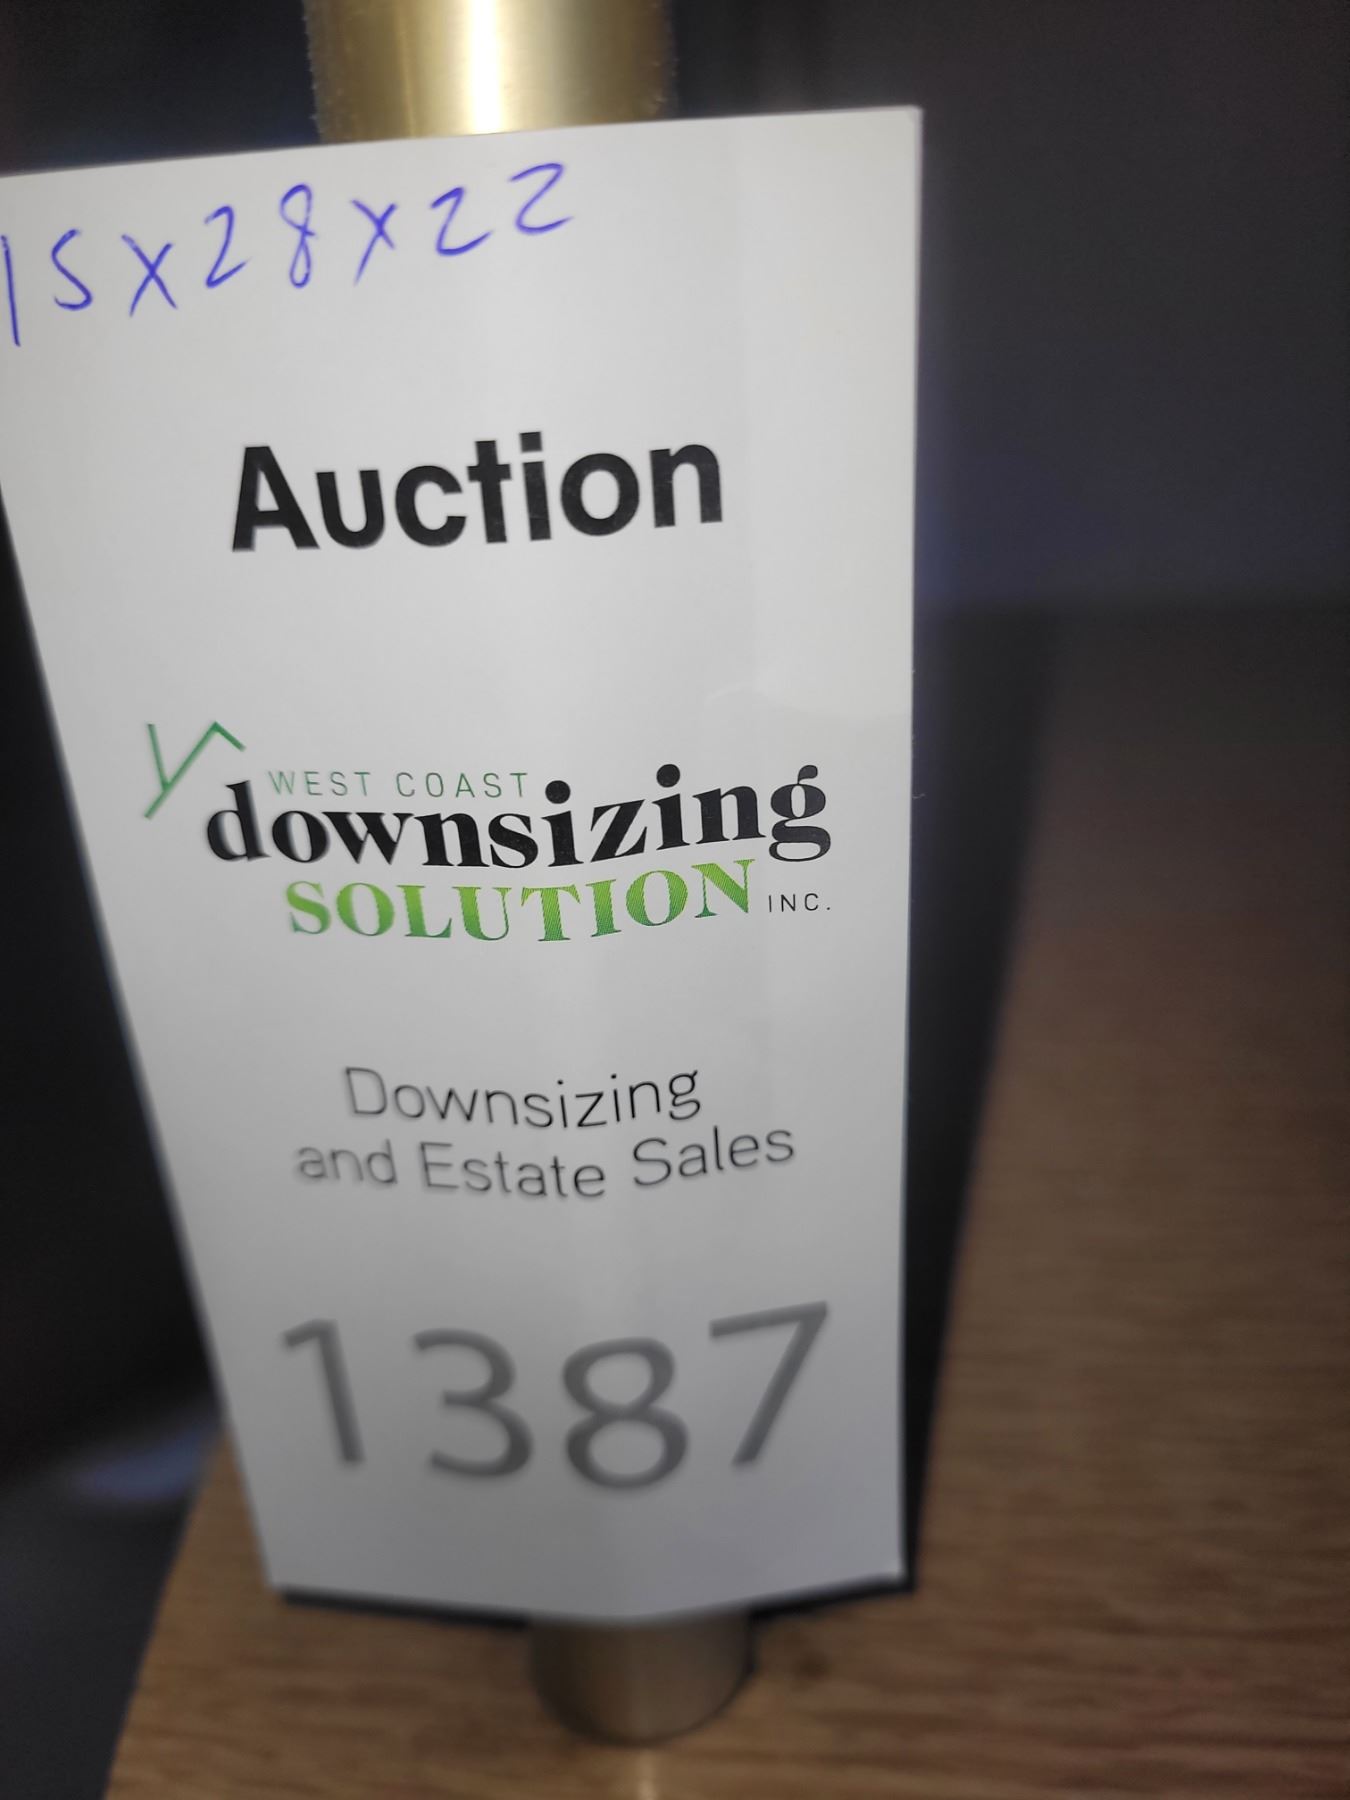 15x28x22
Auction
WEST COAST
downsizing
SOLUTION INC.
Downsizing
and Estate Sales
1387